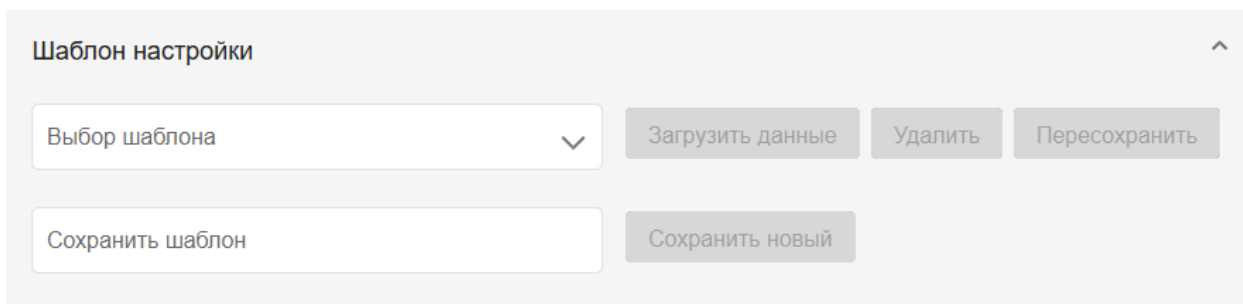 Шаблон настройки
Выбор шаблона Загрузить данные Удалить Пересохранить
Сохранить шаблон Сохранить новый